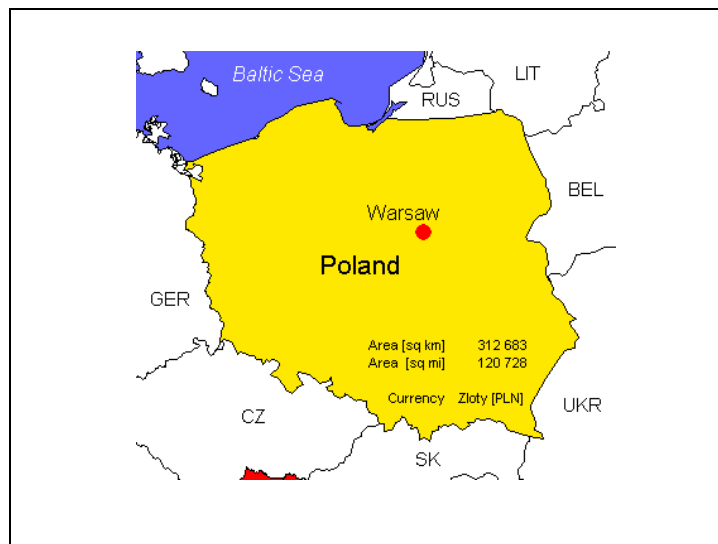 Baltic Sea
LIT
RUS
BEL
Warsaw
Poland
GER
Area [sq km] 312 683
Area [sq mi] 120 728
Currency Zloty [PLN]
UKR
CZ
SK